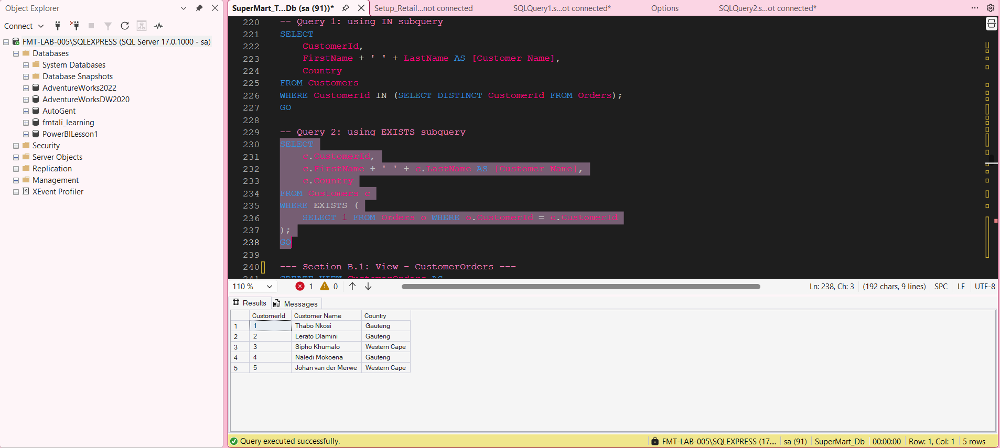 Object Explorer
Connect
FMT-LAB-005\SQLEXPRESS (SQL Server 17.0.1000 - sa)
Databases
System Databases
Database Snapshots
AdventureWorks2022
AdventureWorksDW2020
AutoGent
fmtali_learning
PowerBILesson1
Security
Server Objects
Replication
Management
XEvent Profiler
SuperMart_T...Db (sa (91))*
Setup_Retail...not connected
SQLQuery1.s...ot connected*
Options
SQLQuery2.s...ot connected*
220 -- Query 1: using IN subquery
221 SELECT
222 CustomerId,
223 FirstName + ' ' + LastName AS [Customer Name],
224 Country
225 FROM Customers
226 WHERE CustomerId IN (SELECT DISTINCT CustomerId FROM Orders);
227 GO
228
229 -- Query 2: using EXISTS subquery
230 SELECT
231 c.CustomerId,
232 c.FirstName + ' ' + c.LastName AS [Customer Name],
233 c.Country
234 FROM Customers c
235 WHERE EXISTS (
236 SELECT 1 FROM Orders o WHERE o.CustomerId = c.CustomerId
237 );
238 GO
239
240 --- Section B.1: View - CustomerOrders ---
241 CREATE VIEW CustomerOrders AS
110 % 1 0 Ln: 238, Ch: 3 (192 chars, 9 lines) SPC LF UTF-8
Results Messages
CustomerId Customer Name Country
1 1 Thabo Nkosi Gauteng
2 2 Lerato Dlamini Gauteng
3 3 Sipho Khumalo Western Cape
4 4 Naledi Mokoena Gauteng
5 5 Johan van der Merwe Western Cape
Query executed successfully. FMT-LAB-005\SQLEXPRESS (17.... sa (91) SuperMart_Db 00:00:00 Row: 1, Col: 1 5 rows